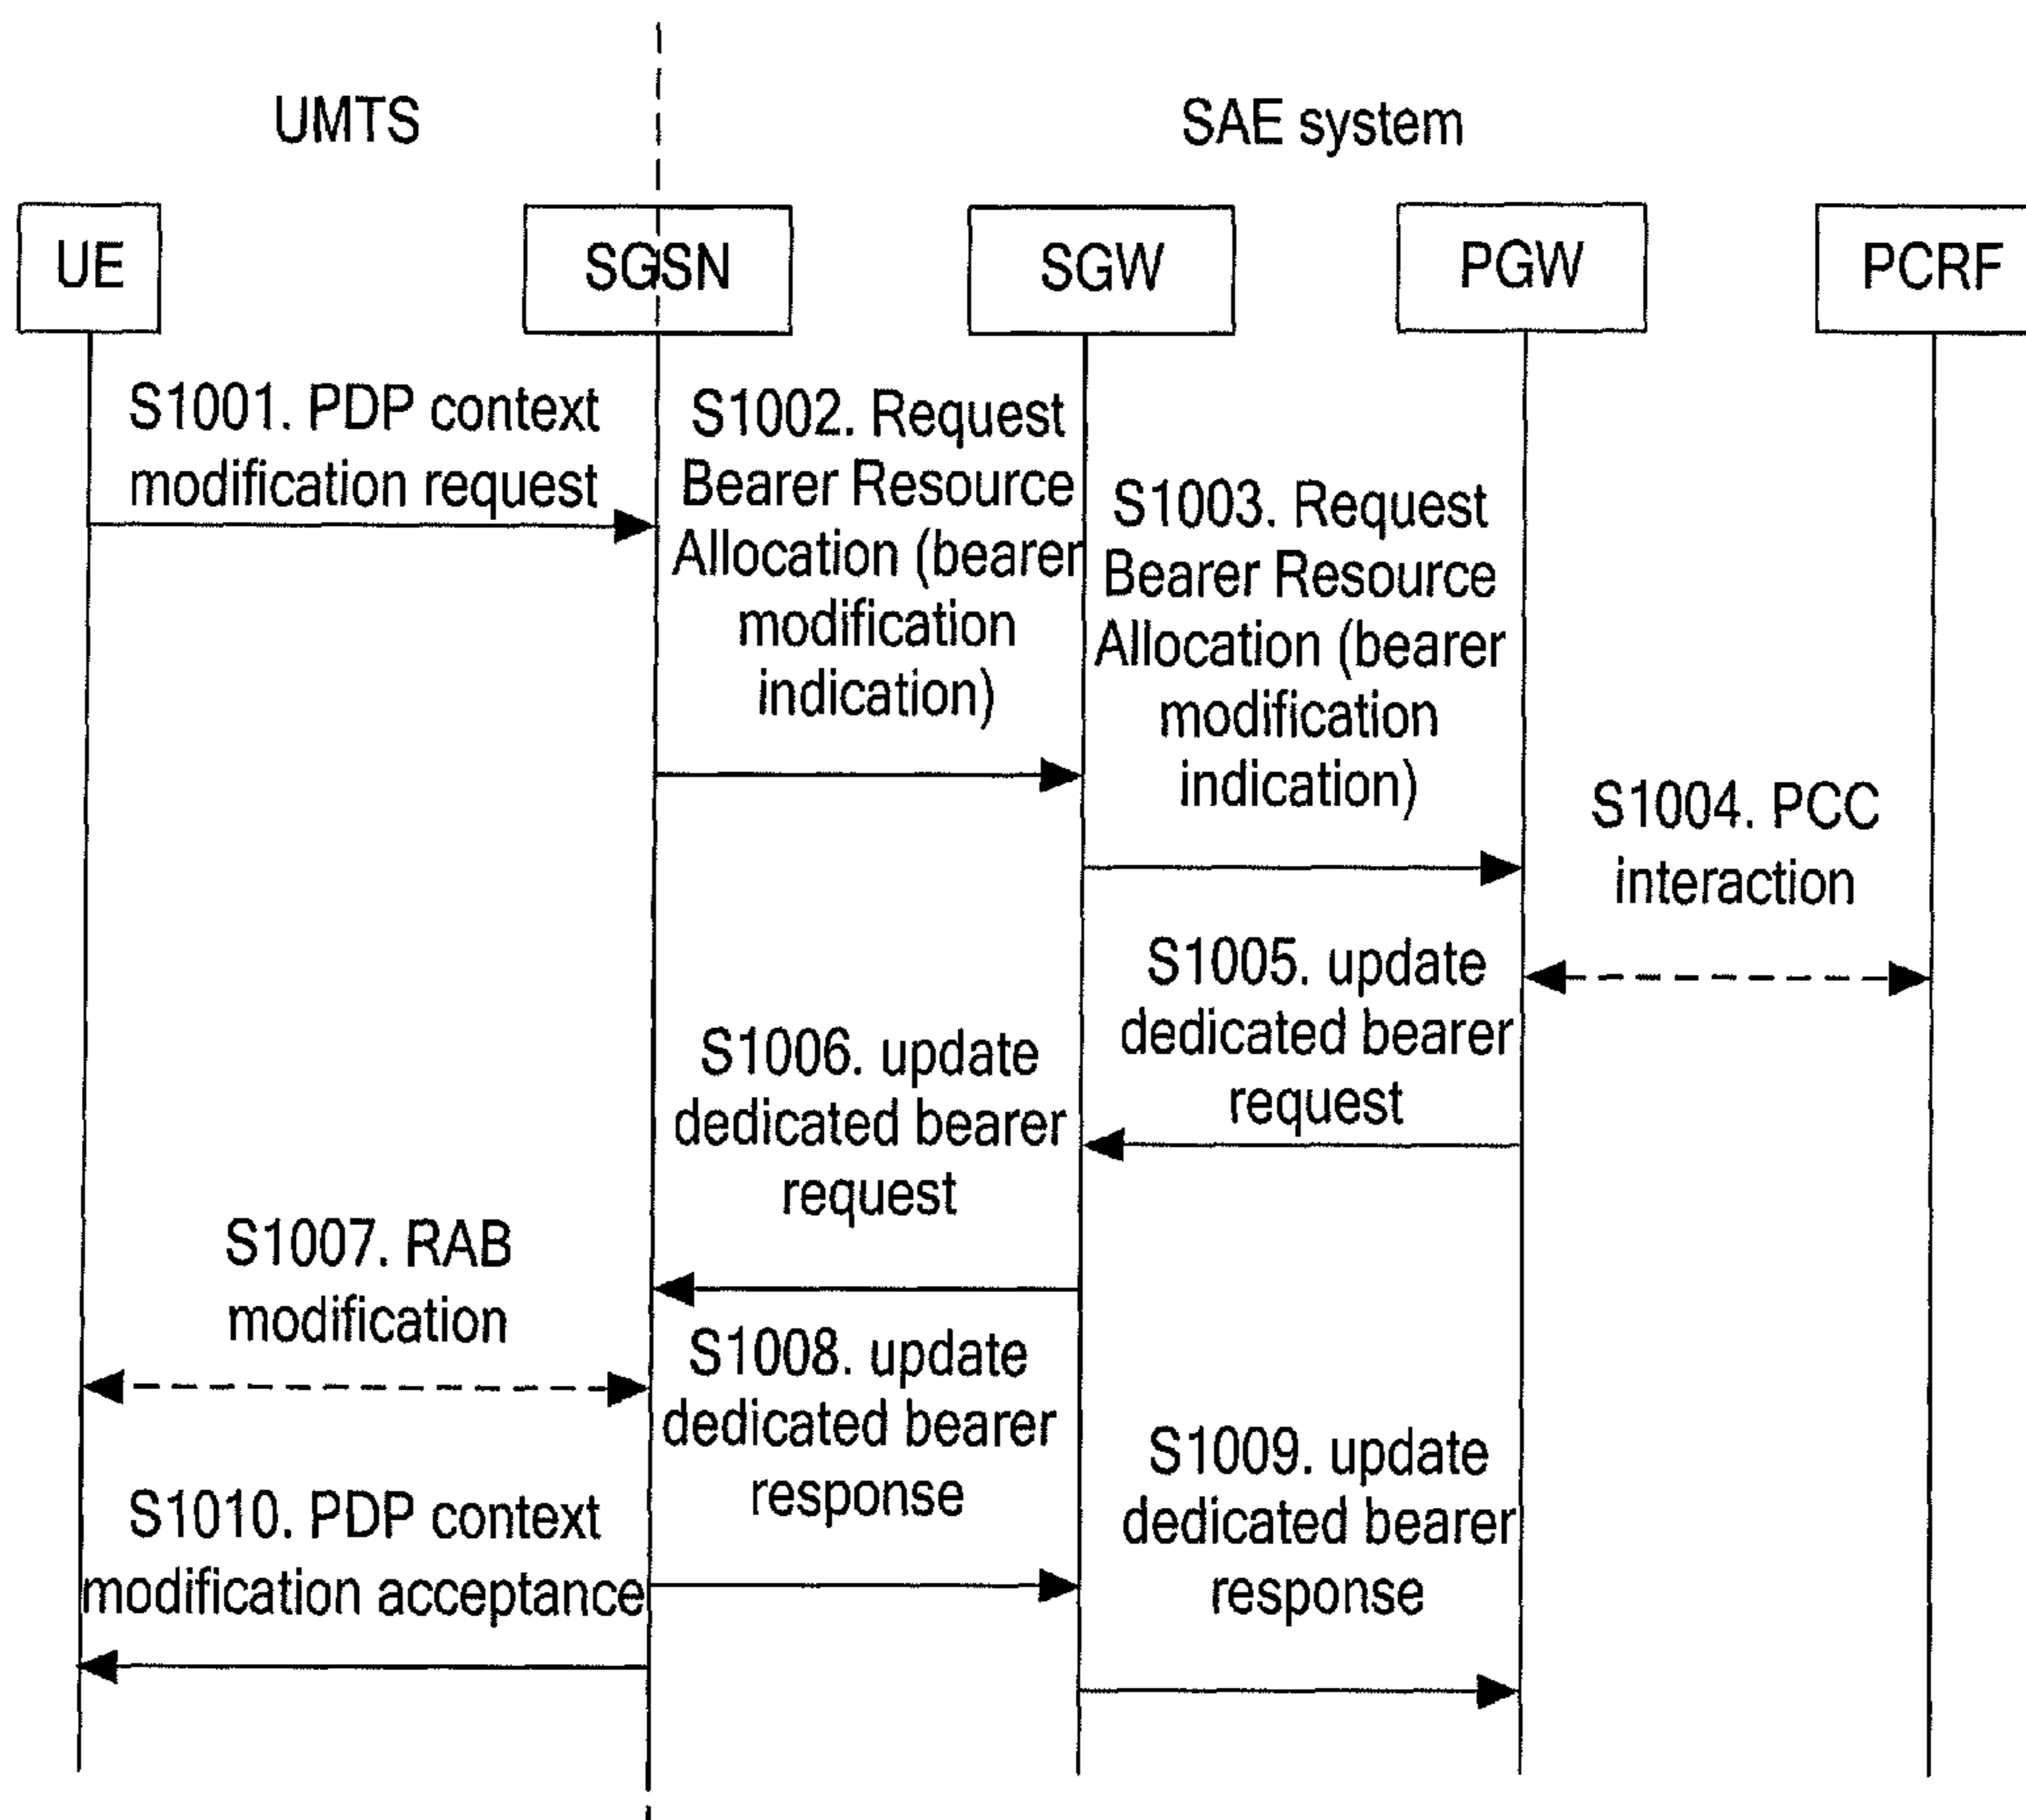 UMTS
SAE system
UE
SGSN
SGW
PGW
PCRF
S1001. PDP context
modification request
S1002. Request
Bearer Resource
Allocation (bearer
modification
indication)
S1003. Request
Bearer Resource
Allocation (bearer
modification
indication)
S1004. PCC
interaction
S1005. update
dedicated bearer
request
S1006. update
dedicated bearer
request
S1007. RAB
modification
S1008. update
dedicated bearer
response
S1009. update
dedicated bearer
response
S1010. PDP context
modification acceptance